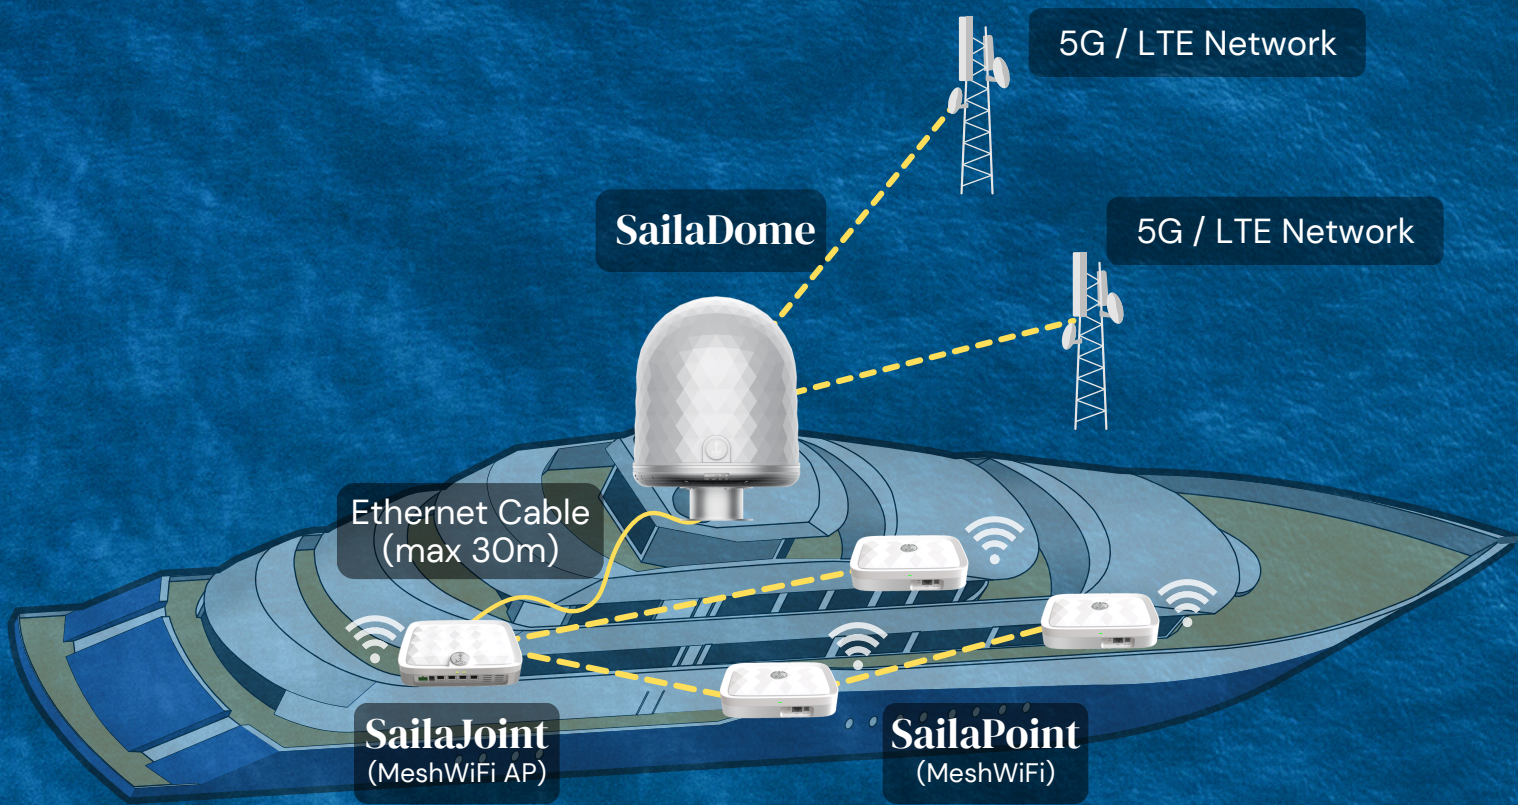 5G / LTE Network
SailaDome
5G / LTE Network
Ethernet Cable
(max 30m)
SailaJoint
(MeshWiFi AP)
SailaPoint
(MeshWiFi)